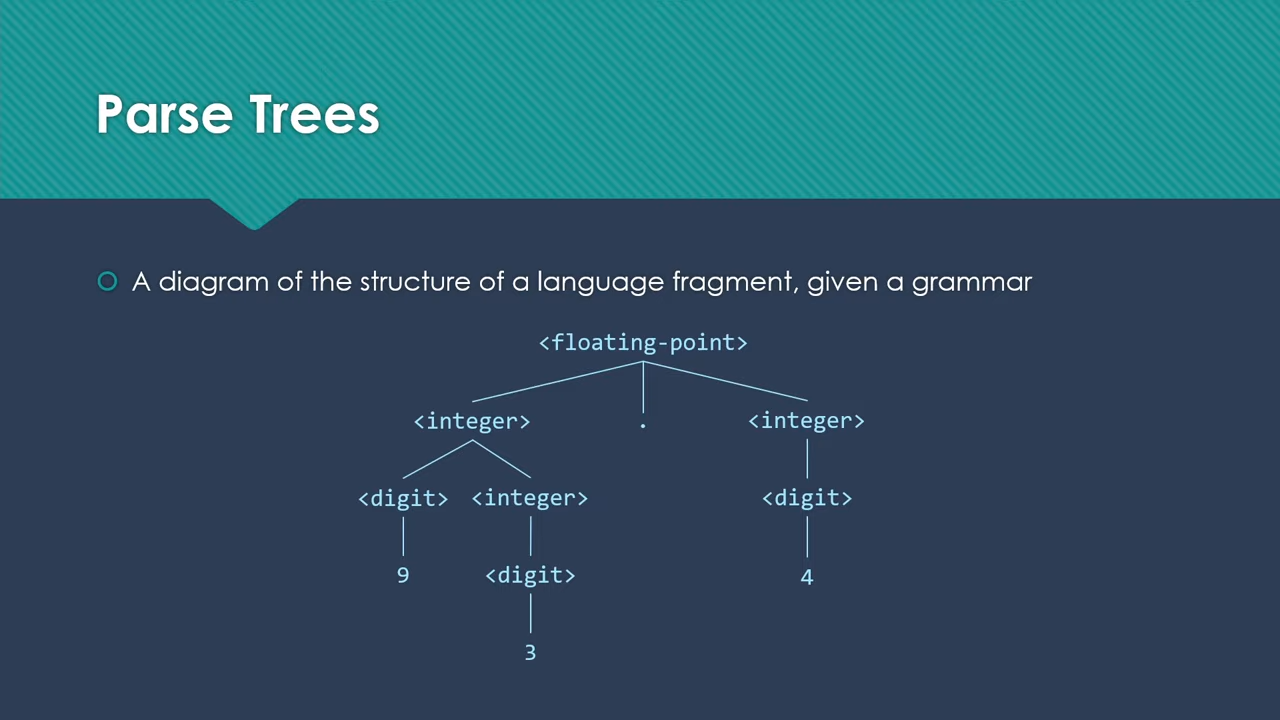 Parse Trees
A diagram of the structure of a language fragment, given a grammar
<floating-point>
<integer> . <integer>
<digit> <integer> <digit>
9 <digit> 4
3